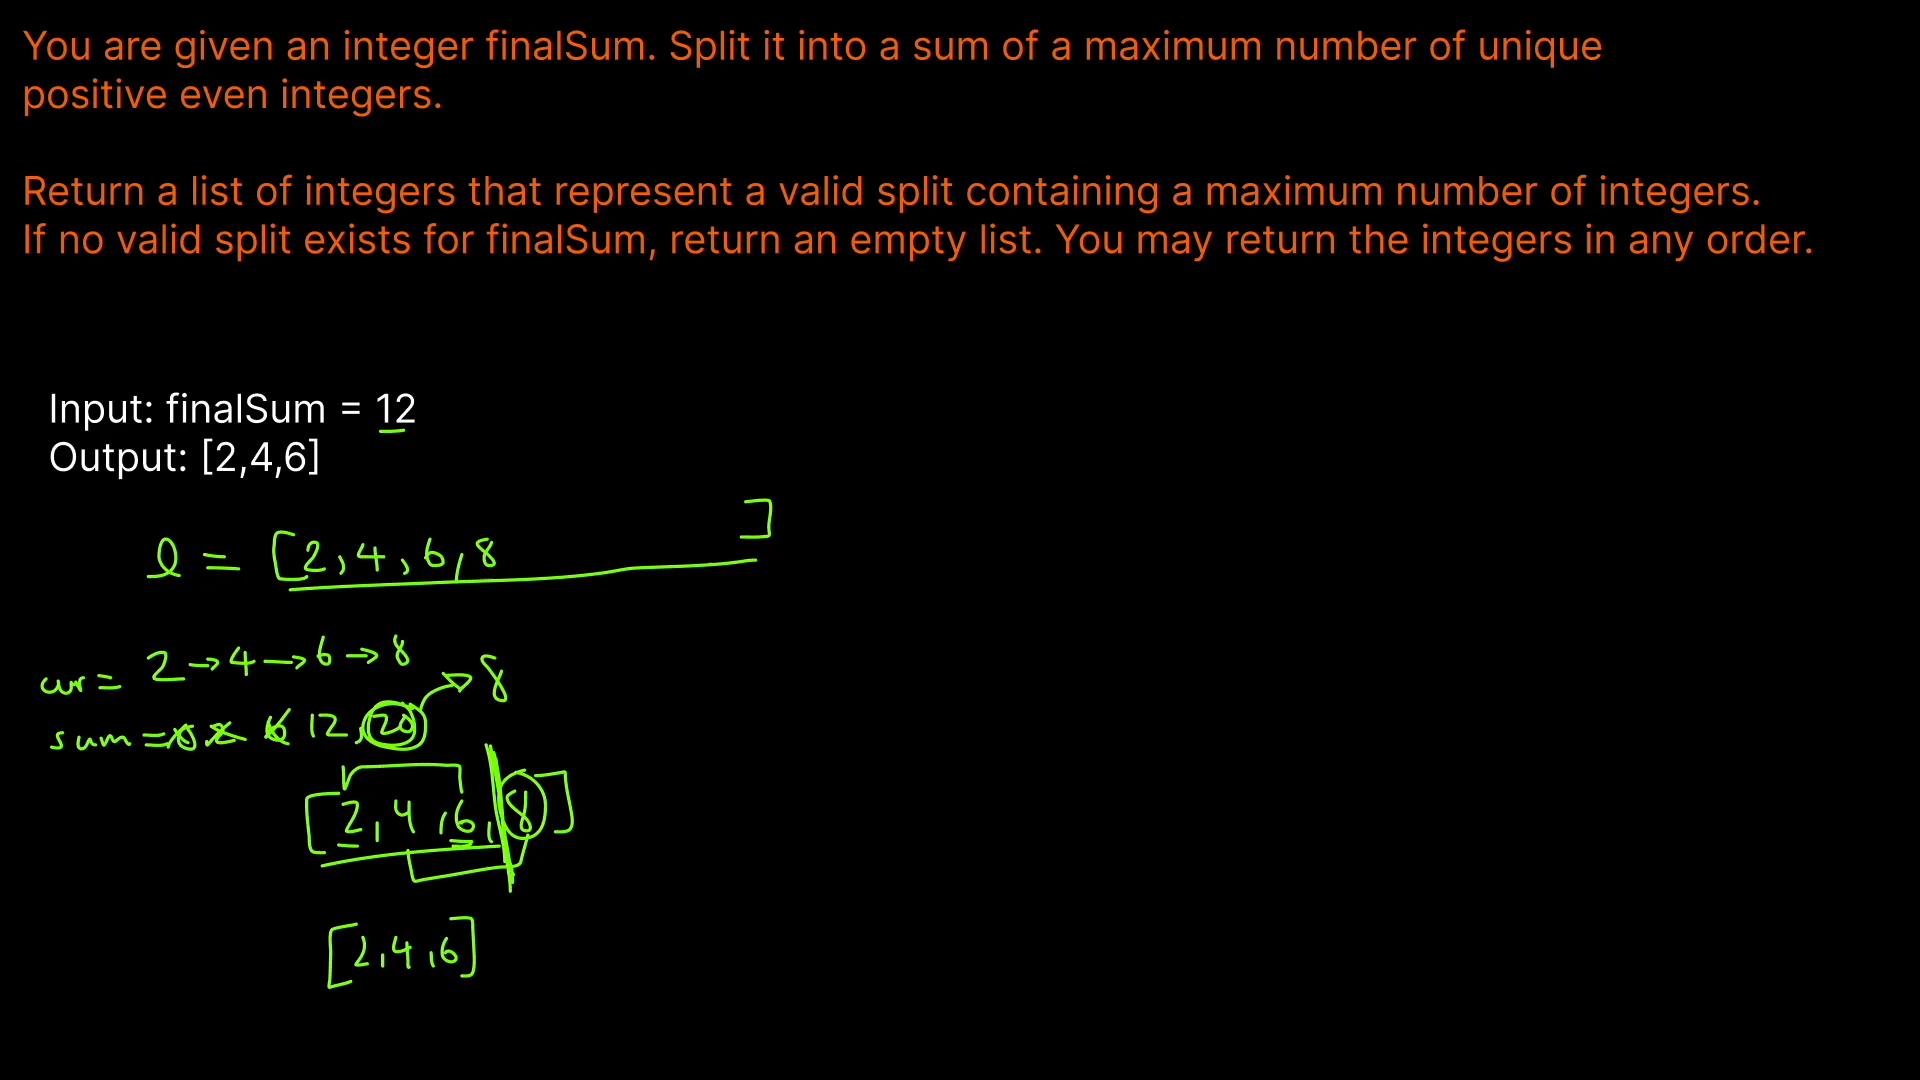 You are given an integer finalSum. Split it into a sum of a maximum number of unique
positive even integers.
Return a list of integers that represent a valid split containing a maximum number of integers.
If no valid split exists for finalSum, return an empty list. You may return the integers in any order.
Input: finalSum = 12
Output: [2,4,6]
l = [2,4,6,8 ]
cur = 2→4→6→8
8
sum = 0 2 6 12, 20
[2,4,6,8]
[2,4,6]